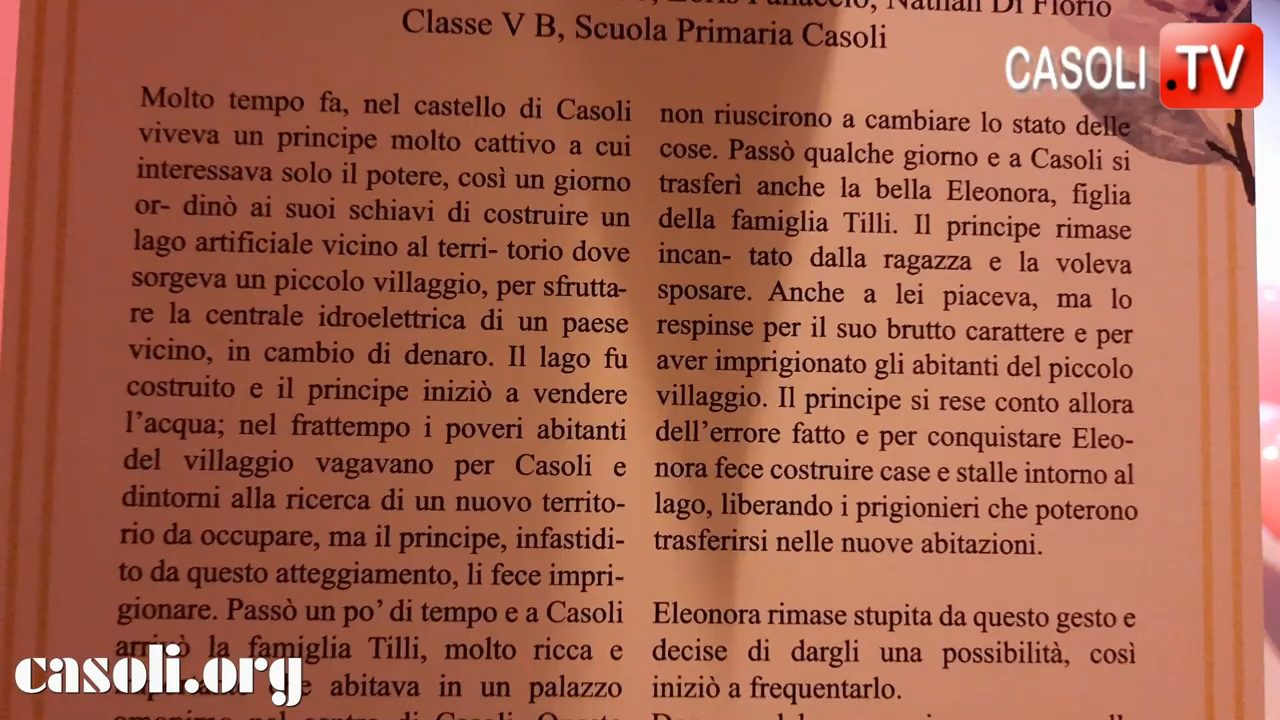 Nathan Di Florio
Classe V B, Scuola Primaria Casoli
CASOLI .TV
Molto tempo fa, nel castello di Casoli
viveva un principe molto cattivo a cui
interessava solo il potere, così un giorno
or- dinò ai suoi schiavi di costruire un
lago artificiale vicino al terri- torio dove
sorgeva un piccolo villaggio, per sfrutta-
re la centrale idroelettrica di un paese
vicino, in cambio di denaro. Il lago fu
costruito e il principe iniziò a vendere
l'acqua; nel frattempo i poveri abitanti
del villaggio vagavano per Casoli e
dintorni alla ricerca di un nuovo territo-
rio da occupare, ma il principe, infastidi-
to da questo atteggiamento, li fece impri-
gionare. Passò un po' di tempo e a Casoli
arrivò la famiglia Tilli, molto ricca e
abitava in un palazzo
non riuscirono a cambiare lo stato delle
cose. Passò qualche giorno e a Casoli si
trasferì anche la bella Eleonora, figlia
della famiglia Tilli. Il principe rimase
incan- tato dalla ragazza e la voleva
sposare. Anche a lei piaceva, ma lo
respinse per il suo brutto carattere e per
aver imprigionato gli abitanti del piccolo
villaggio. Il principe si rese conto allora
dell'errore fatto e per conquistare Eleo-
nora fece costruire case e stalle intorno al
lago, liberando i prigionieri che poterono
trasferirsi nelle nuove abitazioni.
Eleonora rimase stupita da questo gesto e
decise di dargli una possibilità, così
iniziò a frequentarlo.
casoli.org